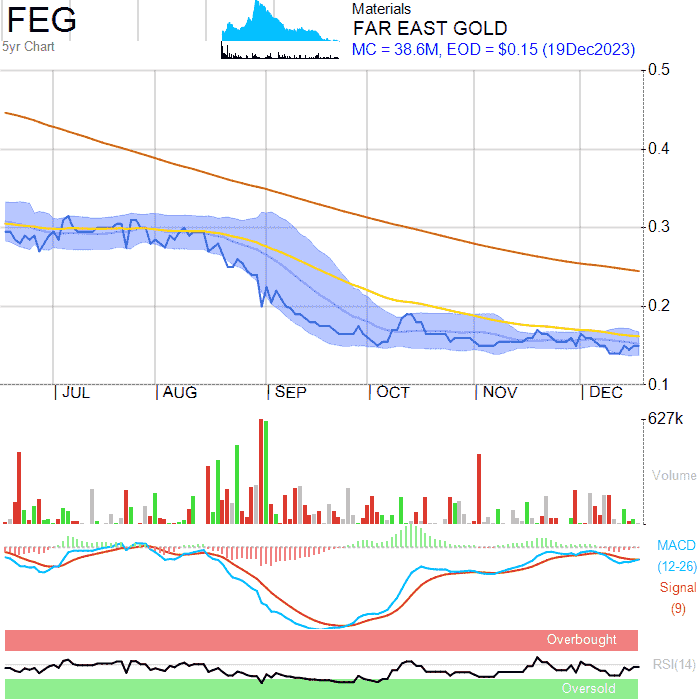 FEG
5yr Chart
Materials
FAR EAST GOLD
MC = 38.6M, EOD = $0.15 (19Dec2023)
0.5
0.4
0.3
0.2
0.1
JUL AUG SEP OCT NOV DEC
627k
Volume
MACD
(12-26)
Signal
(9)
Overbought
RSI(14)
Oversold